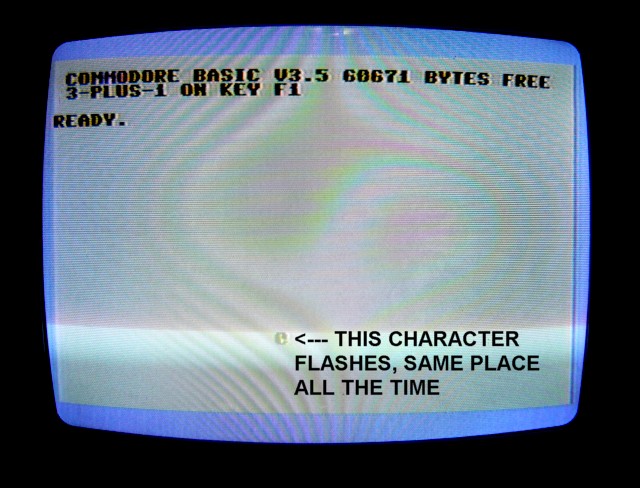 COMMODORE BASIC V3.5 60671 BYTES FREE
3-PLUS-1 ON KEY F1
READY.
<--- THIS CHARACTER
FLASHES, SAME PLACE
ALL THE TIME